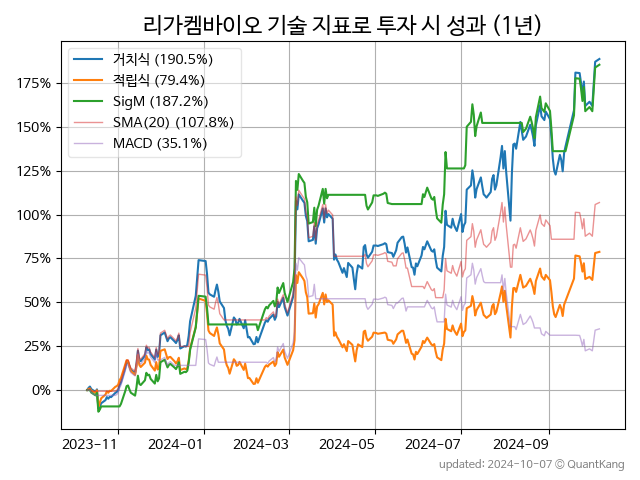 리가켐바이오 기술 지표로 투자 시 성과 (1년)
거치식 (190.5%)
적립식 (79.4%)
SigM (187.2%)
SMA(20) (107.8%)
MACD (35.1%)
175%
150%
125%
100%
75%
50%
25%
0%
2023-11 2024-01 2024-03 2024-05 2024-07 2024-09
updated: 2024-10-07 © QuantKang